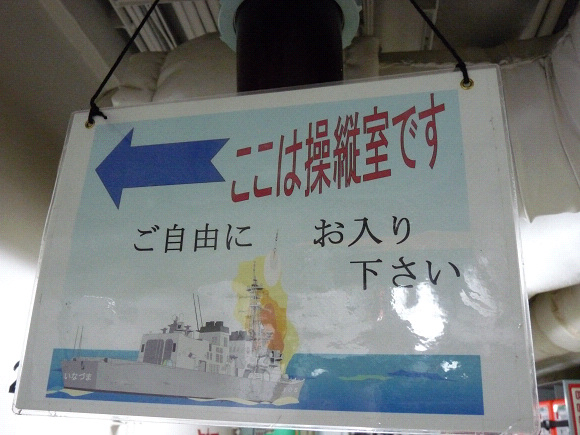 ここは操縦室です
ご自由に お入り
下さい
いなづま